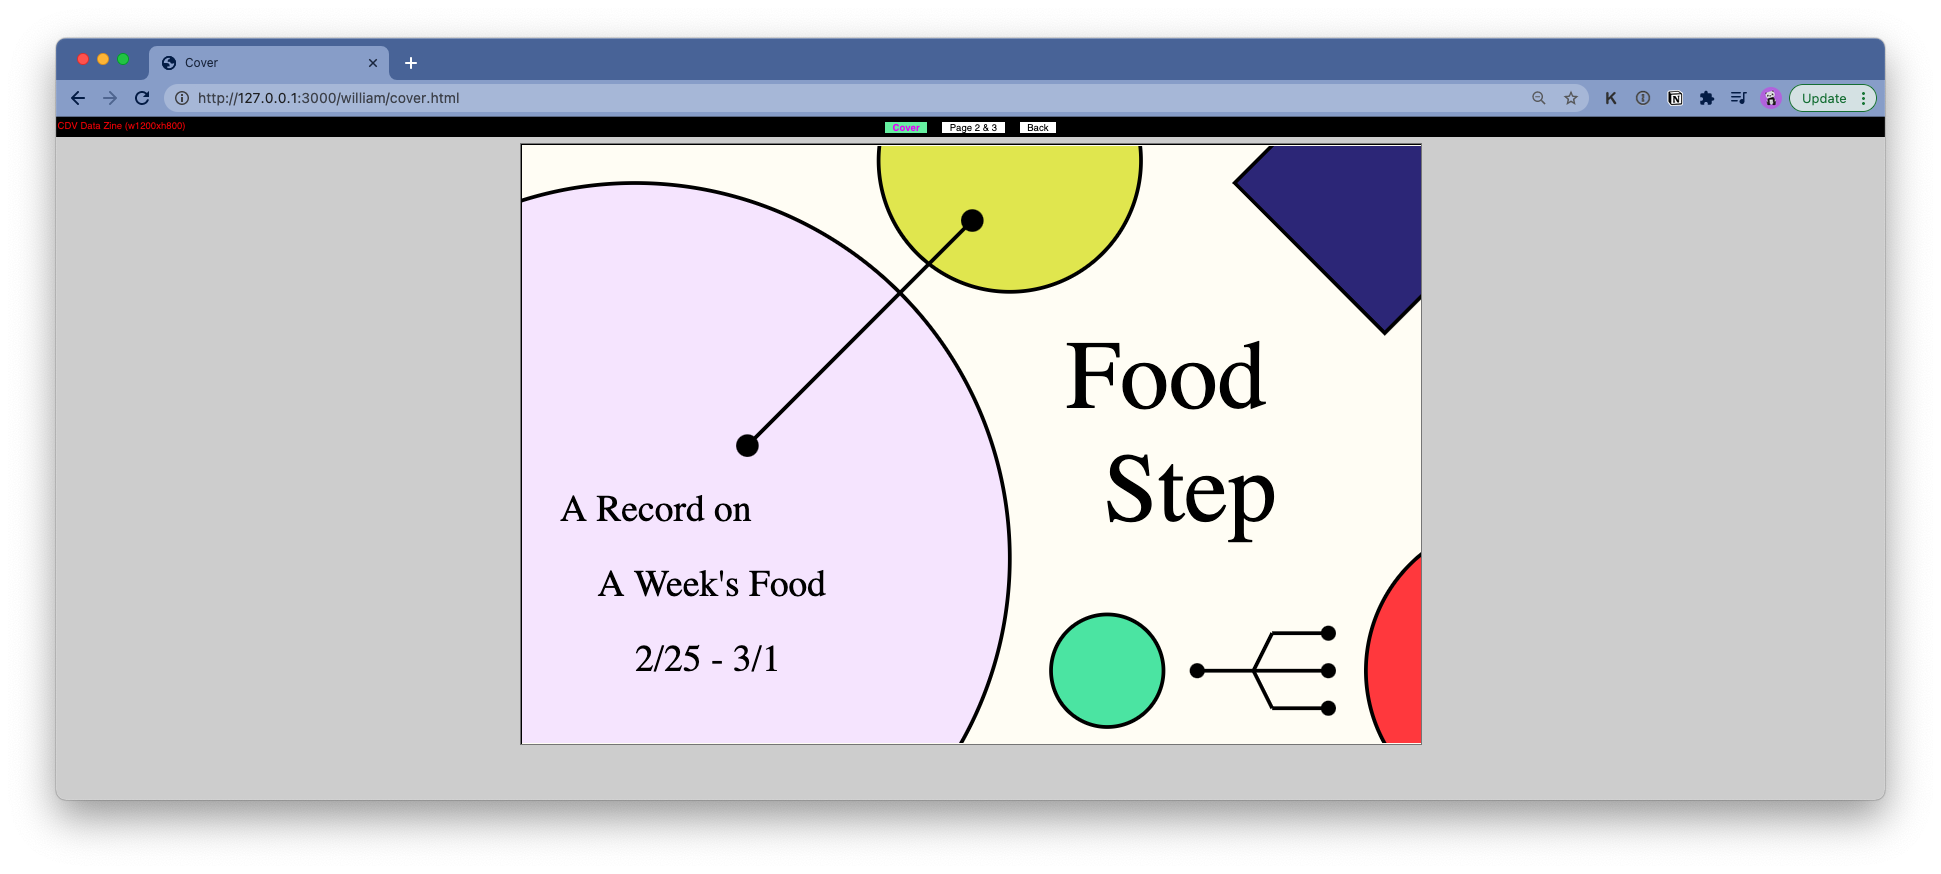 Cover
http://127.0.0.1:3000/william/cover.html
Update
CDV Data Zine (w1200xh800)
Cover
Page 2 & 3
Back
Food
Step
A Record on
A Week's Food
2/25 - 3/1